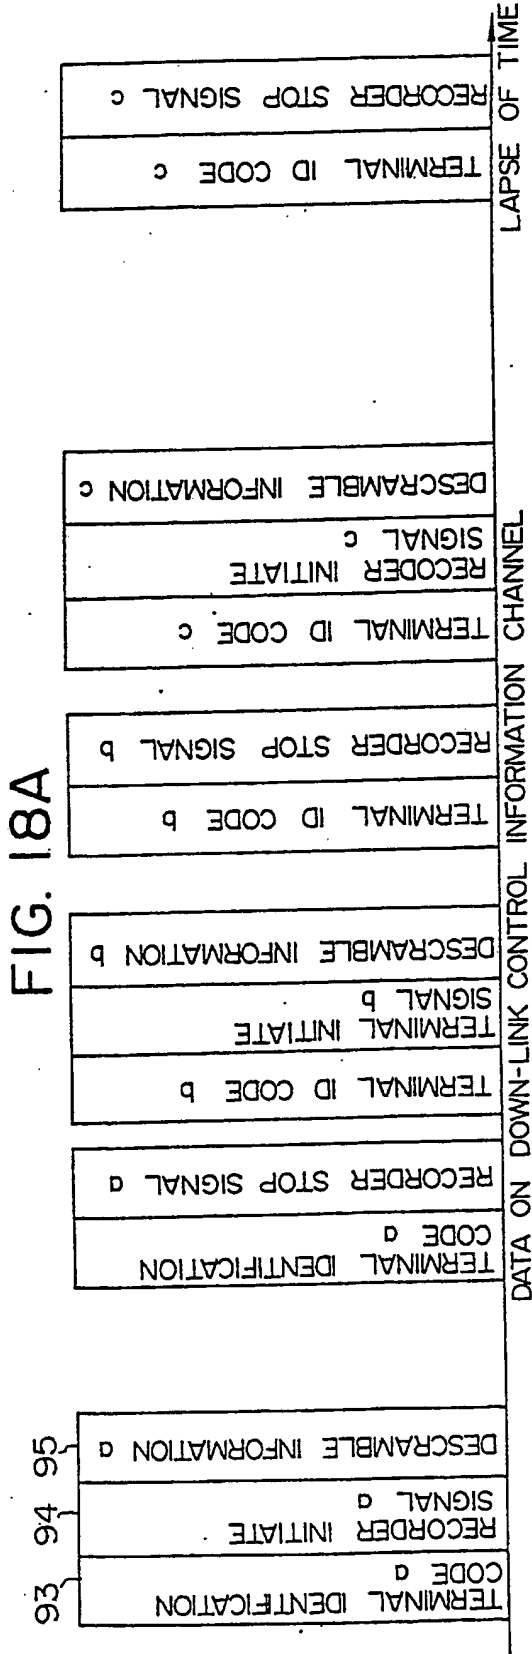 FIG. 18A
93
94
95
TERMINAL IDENTIFICATION
CODE a
RECORDER INITIATE
SIGNAL a
DESCRAMBLE INFORMATION a
TERMINAL IDENTIFICATION
CODE a
RECORDER STOP SIGNAL a
TERMINAL ID CODE b
TERMINAL INITIATE
SIGNAL b
DESCRAMBLE INFORMATION b
TERMINAL ID CODE b
RECORDER STOP SIGNAL b
TERMINAL ID CODE c
RECODER INITIATE
SIGNAL c
DESCRAMBLE INFORMATION c
TERMINAL ID CODE c
RECORDER STOP SIGNAL c
DATA ON DOWN-LINK CONTROL INFORMATION CHANNEL
LAPSE OF TIME